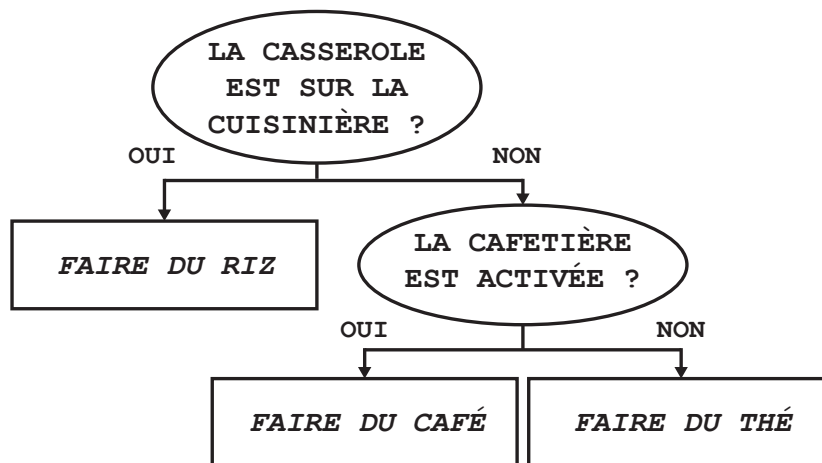 LA CASSEROLE
EST SUR LA
CUISINIÈRE ?
OUI
NON
FAIRE DU RIZ
LA CAFETIÈRE
EST ACTIVÉE ?
OUI
NON
FAIRE DU CAFÉ
FAIRE DU THÉ